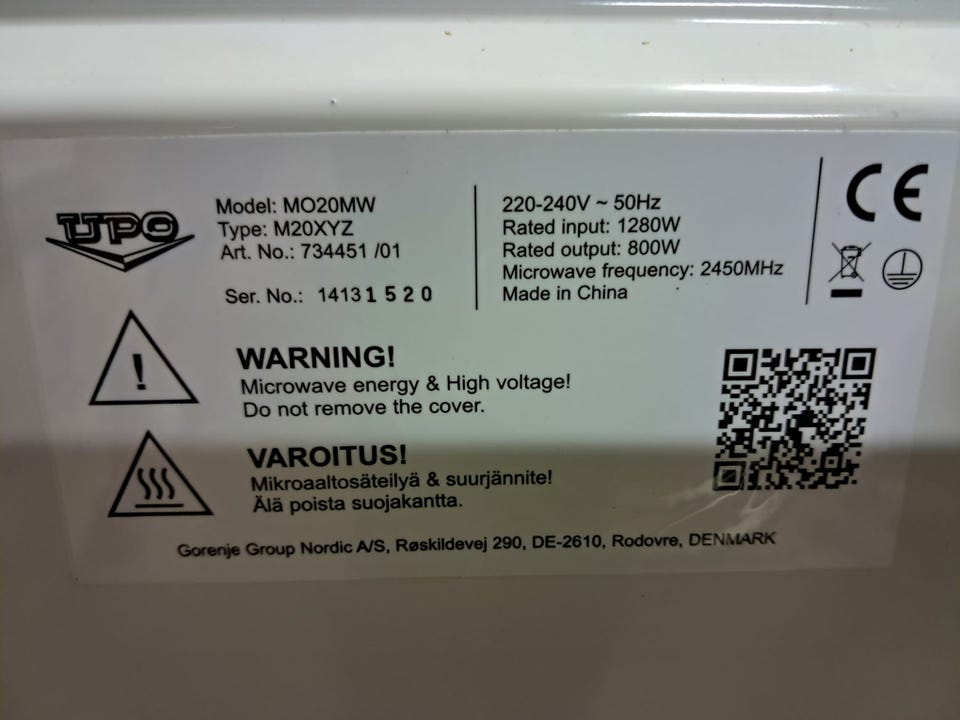 UPO
Model: MO20MW
Type: M20XYZ
Art. No.: 734451 /01
Ser. No.: 14131520
220-240V ~ 50Hz
Rated input: 1280W
Rated output: 800W
Microwave frequency: 2450MHz
Made in China
CE
WARNING!
Microwave energy & High voltage!
Do not remove the cover.
VAROITUS!
Mikroaaltosäteilyä & suurjännite!
Älä poista suojakantta.
Gorenje Group Nordic A/S, Røskildevej 290, DE-2610, Rodovre, DENMARK